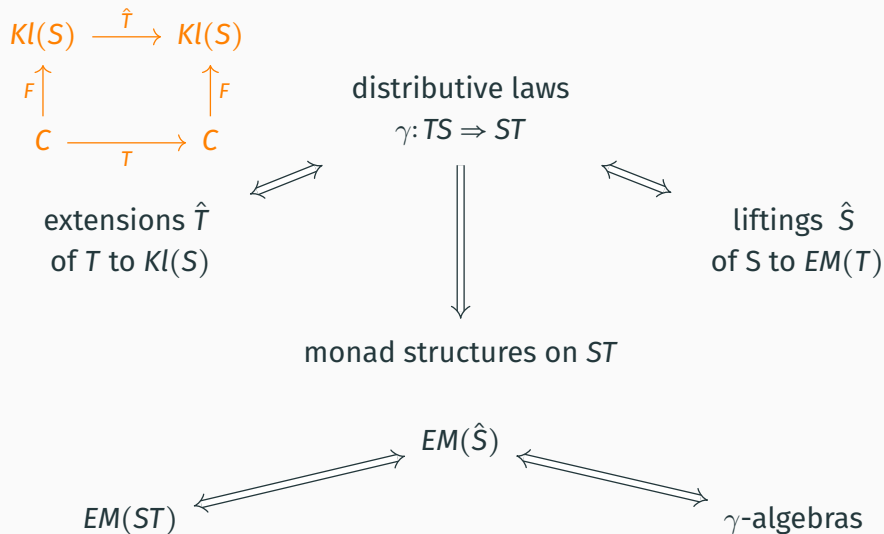 Kl(S) T̂ Kl(S)
F F
C T C
distributive laws
γ: TS ⇒ ST
extensions T̂
of T to Kl(S)
liftings Ŝ
of S to EM(T)
monad structures on ST
EM(Ŝ)
EM(ST)
γ-algebras